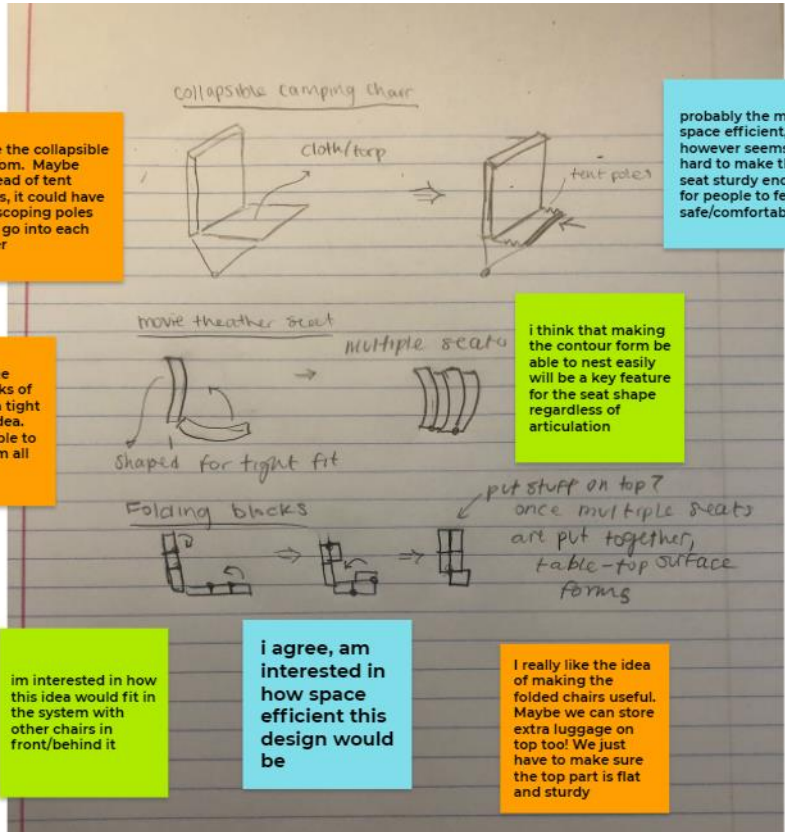 collapsible camping chair
e the collapsible
om. Maybe
ead of tent
s, it could have
scoping poles
go into each
er
cloth/tarp
tent poles
probably the m
space efficient,
however seems
hard to make th
seat sturdy eno
for people to fe
safe/comfortab
movie theather seat
multiple seats
shaped for tight fit
i think that making
the contour form be
able to nest easily
will be a key feature
for the seat shape
regardless of
articulation
e
ks of
tight
dea.
ple to
m all
Folding blocks
put stuff on top?
once multiple seats
are put together,
table-top surface
forms
im interested in how
this idea would fit in
the system with
other chairs in
front/behind it
i agree, am
interested in
how space
efficient this
design would
be
I really like the idea
of making the
folded chairs useful.
Maybe we can store
extra luggage on
top too! We just
have to make sure
the top part is flat
and sturdy